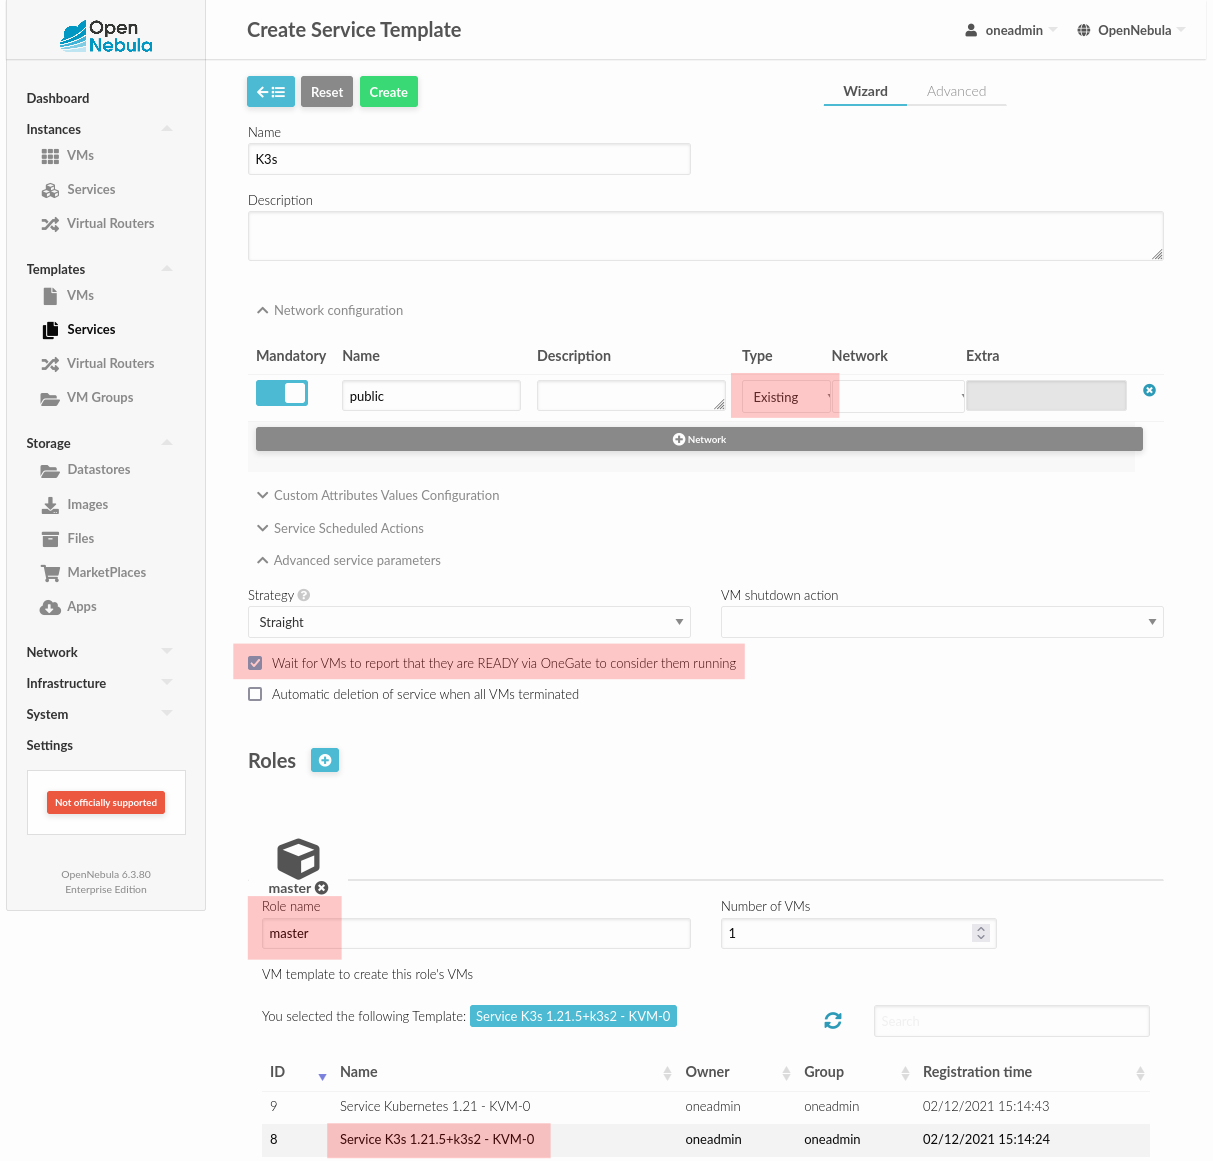 Open
Nebula
Create Service Template
oneadmin
OpenNebula
Dashboard
Instances
VMs
Services
Virtual Routers
Templates
VMs
Services
Virtual Routers
VM Groups
Storage
Datastores
Images
Files
MarketPlaces
Apps
Network
Infrastructure
System
Settings
Not officially supported
OpenNebula 6.3.80
Enterprise Edition
Reset
Create
Wizard
Advanced
Name
K3s
Description
Network configuration
Mandatory Name Description Type Network Extra
public Existing
Network
Custom Attributes Values Configuration
Service Scheduled Actions
Advanced service parameters
Strategy
VM shutdown action
Straight
Wait for VMs to report that they are READY via OneGate to consider them running
Automatic deletion of service when all VMs terminated
Roles
master
Role name
Number of VMs
master
1
VM template to create this role's VMs
You selected the following Template: Service K3s 1.21.5+k3s2 - KVM-0
Search
ID Name Owner Group Registration time
9 Service Kubernetes 1.21 - KVM-0 oneadmin oneadmin 02/12/2021 15:14:43
8 Service K3s 1.21.5+k3s2 - KVM-0 oneadmin oneadmin 02/12/2021 15:14:24